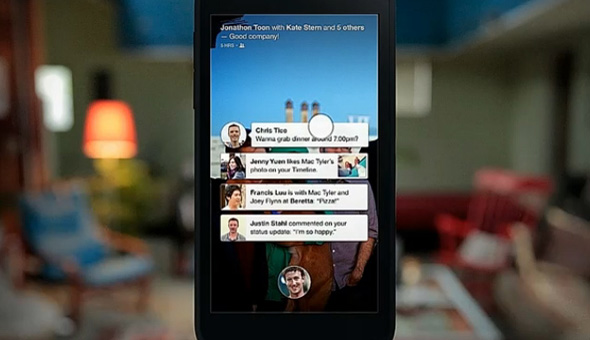 Jonathon Toon with Kate Stern and 5 others
— Good company!
5 HRS •
Chris Tice
Wanna grab dinner around 7:00pm?
Jenny Yuen likes Mac Tyler's
photo on your Timeline.
Francis Luu is with Mac Tyler and
Joey Flynn at Beretta: "Pizza!"
Justin Stahl commented on your
status update: "I'm so happy."